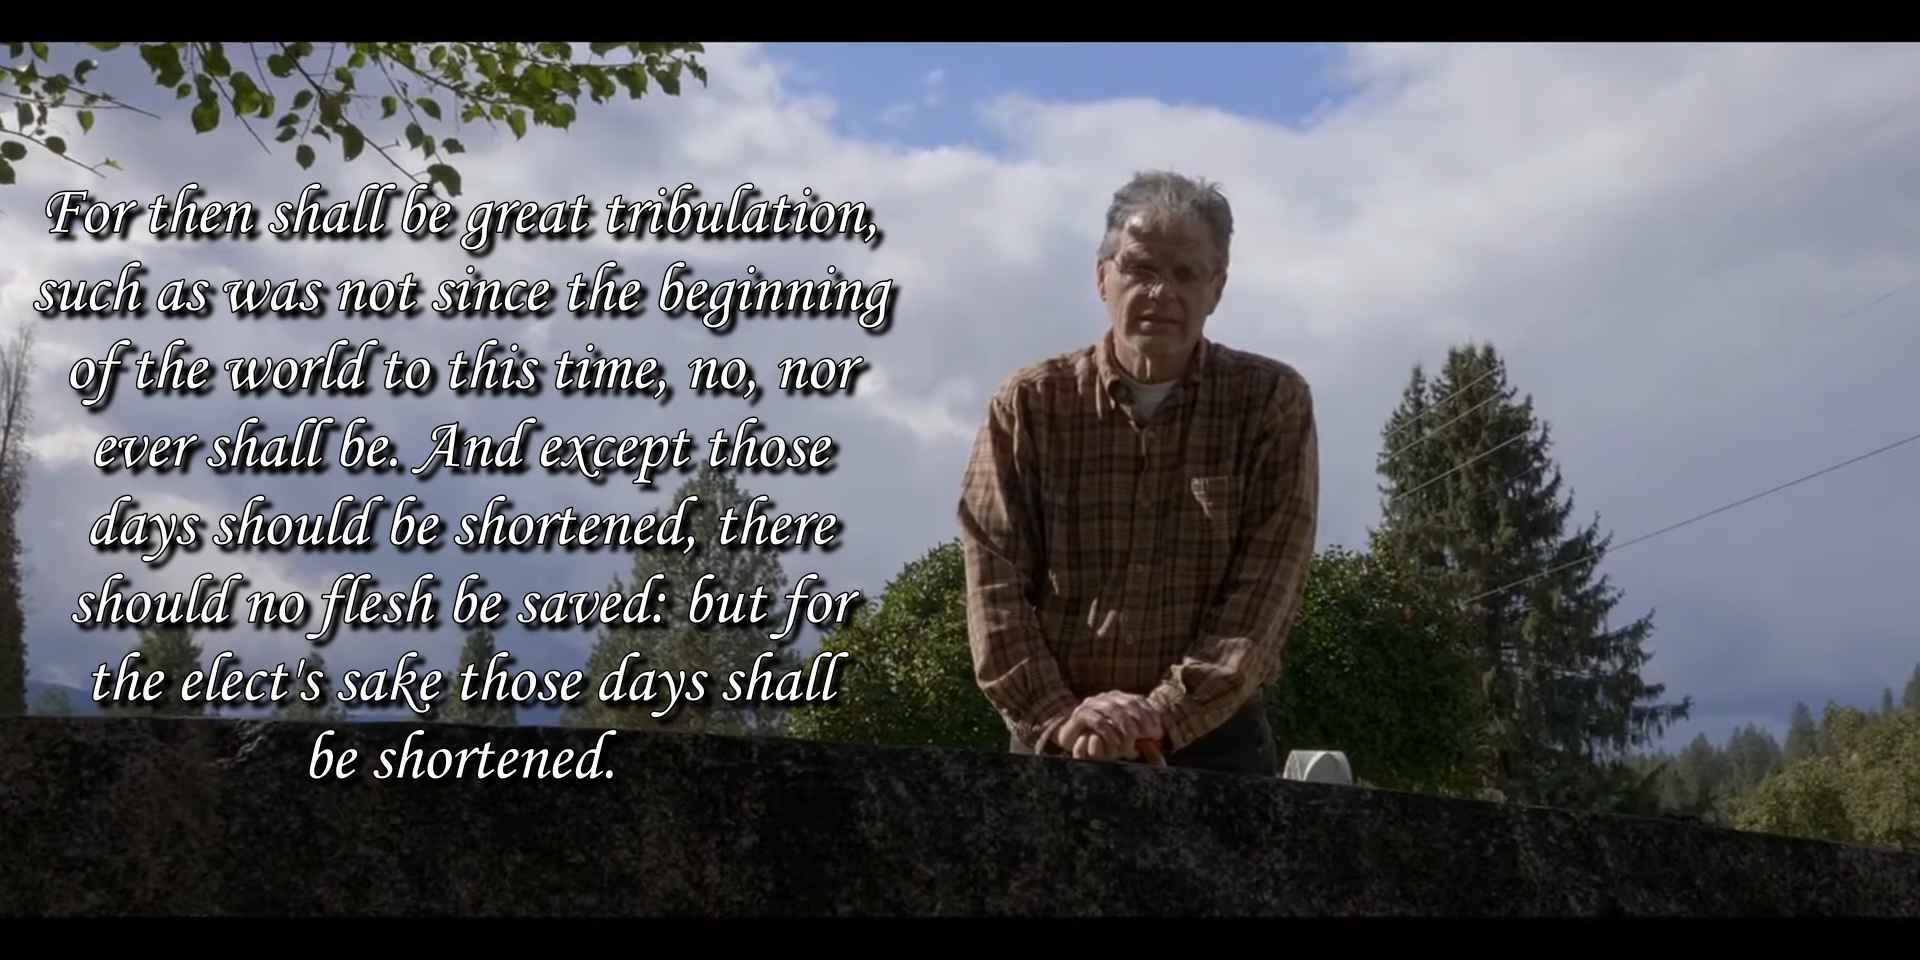 For then shall be great tribulation,
such as was not since the beginning
of the world to this time, no, nor
ever shall be. And except those
days should be shortened, there
should no flesh be saved: but for
the elect's sake those days shall
be shortened.